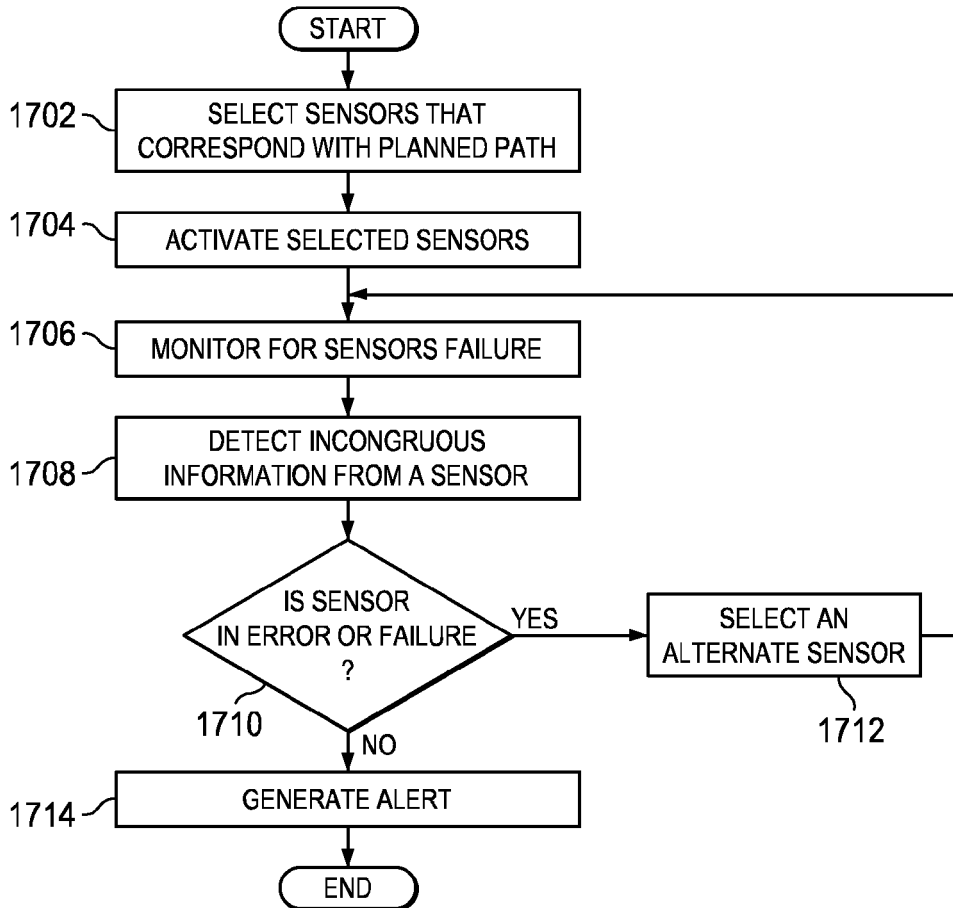 START
1702
SELECT SENSORS THAT
CORRESPOND WITH PLANNED PATH
1704
ACTIVATE SELECTED SENSORS
1706
MONITOR FOR SENSORS FAILURE
1708
DETECT INCONGRUOUS
INFORMATION FROM A SENSOR
IS SENSOR
IN ERROR OR FAILURE
?
1710
YES
SELECT AN
ALTERNATE SENSOR
1712
NO
1714
GENERATE ALERT
END